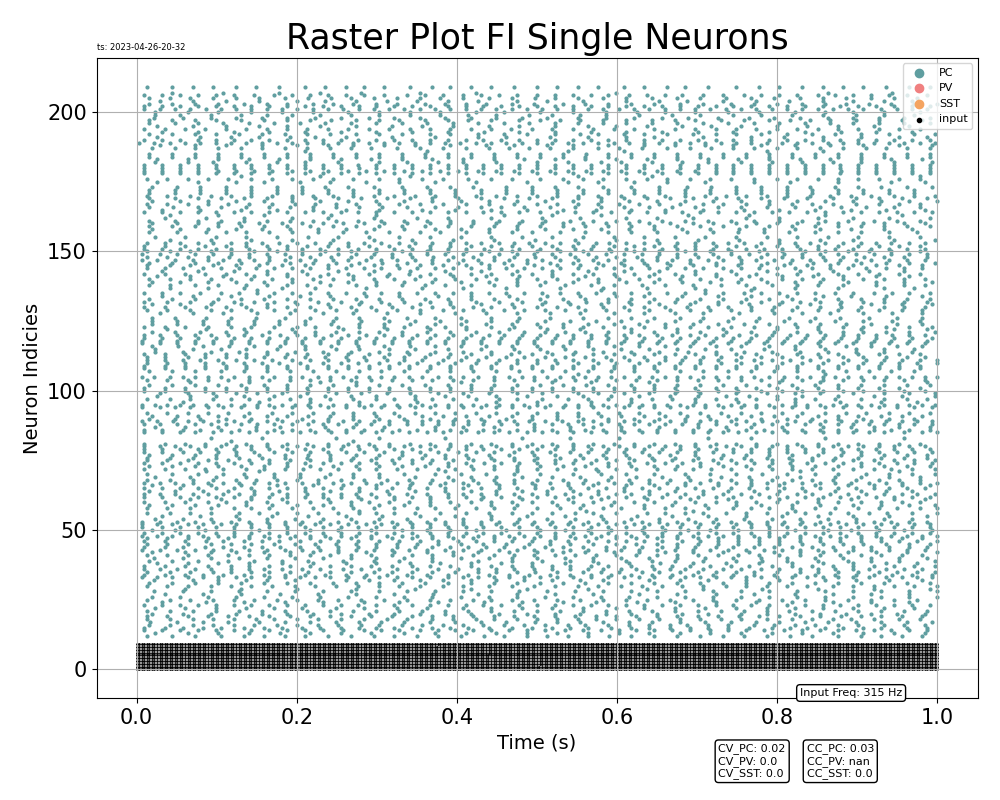 Raster Plot FI Single Neurons
ts: 2023-04-26-20-32
PC
PV
SST
input
200
150
100
50
0
Neuron Indicies
0.0 0.2 0.4 0.6 0.8 1.0
Time (s)
Input Freq: 315 Hz
CV_PC: 0.02
CV_PV: 0.0
CV_SST: 0.0
CC_PC: 0.03
CC_PV: nan
CC_SST: 0.0